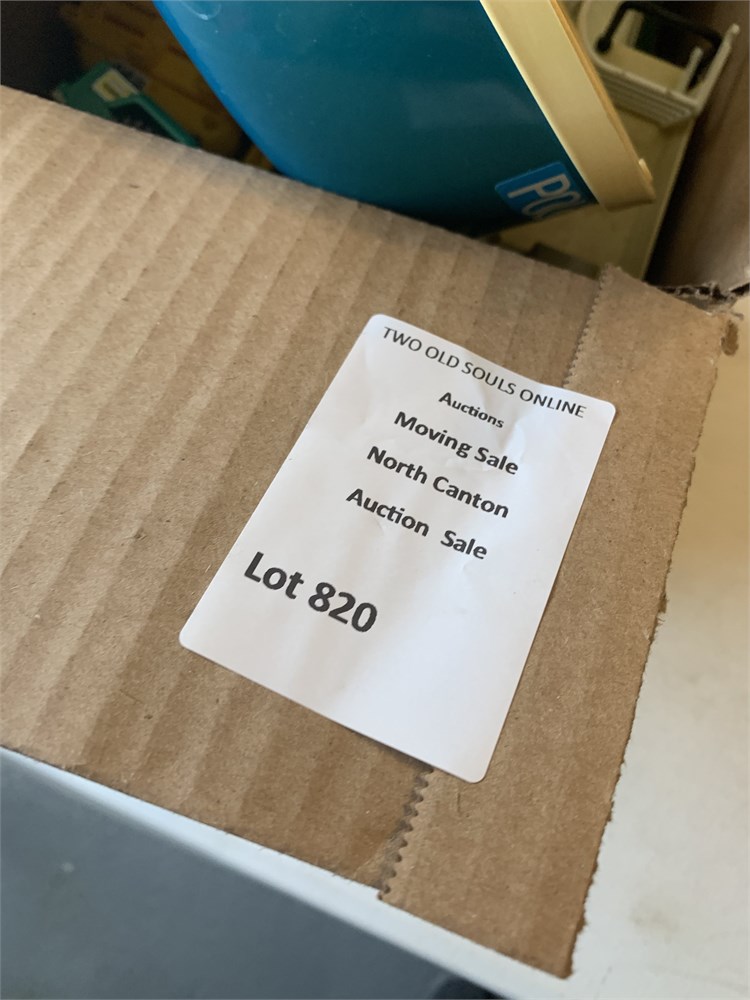 TWO OLD SOULS ONLINE
Auctions
Moving Sale
North Canton
Auction Sale
Lot 820